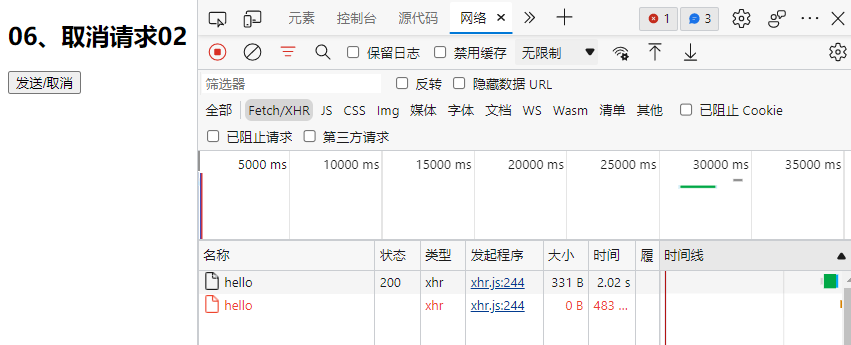 06、取消请求02
发送/取消
元素 控制台 源代码 网络 1 3
保留日志 禁用缓存 无限制
筛选器 反转 隐藏数据 URL
全部 Fetch/XHR JS CSS Img 媒体 字体 文档 WS Wasm 清单 其他 已阻止 Cookie
已阻止请求 第三方请求
5000 ms 10000 ms 15000 ms 20000 ms 25000 ms 30000 ms 35000 ms
名称 状态 类型 发起程序 大小 时间 履 时间线
hello 200 xhr xhr.js:244 331 B 2.02 s
hello xhr xhr.js:244 0 B 483 ...